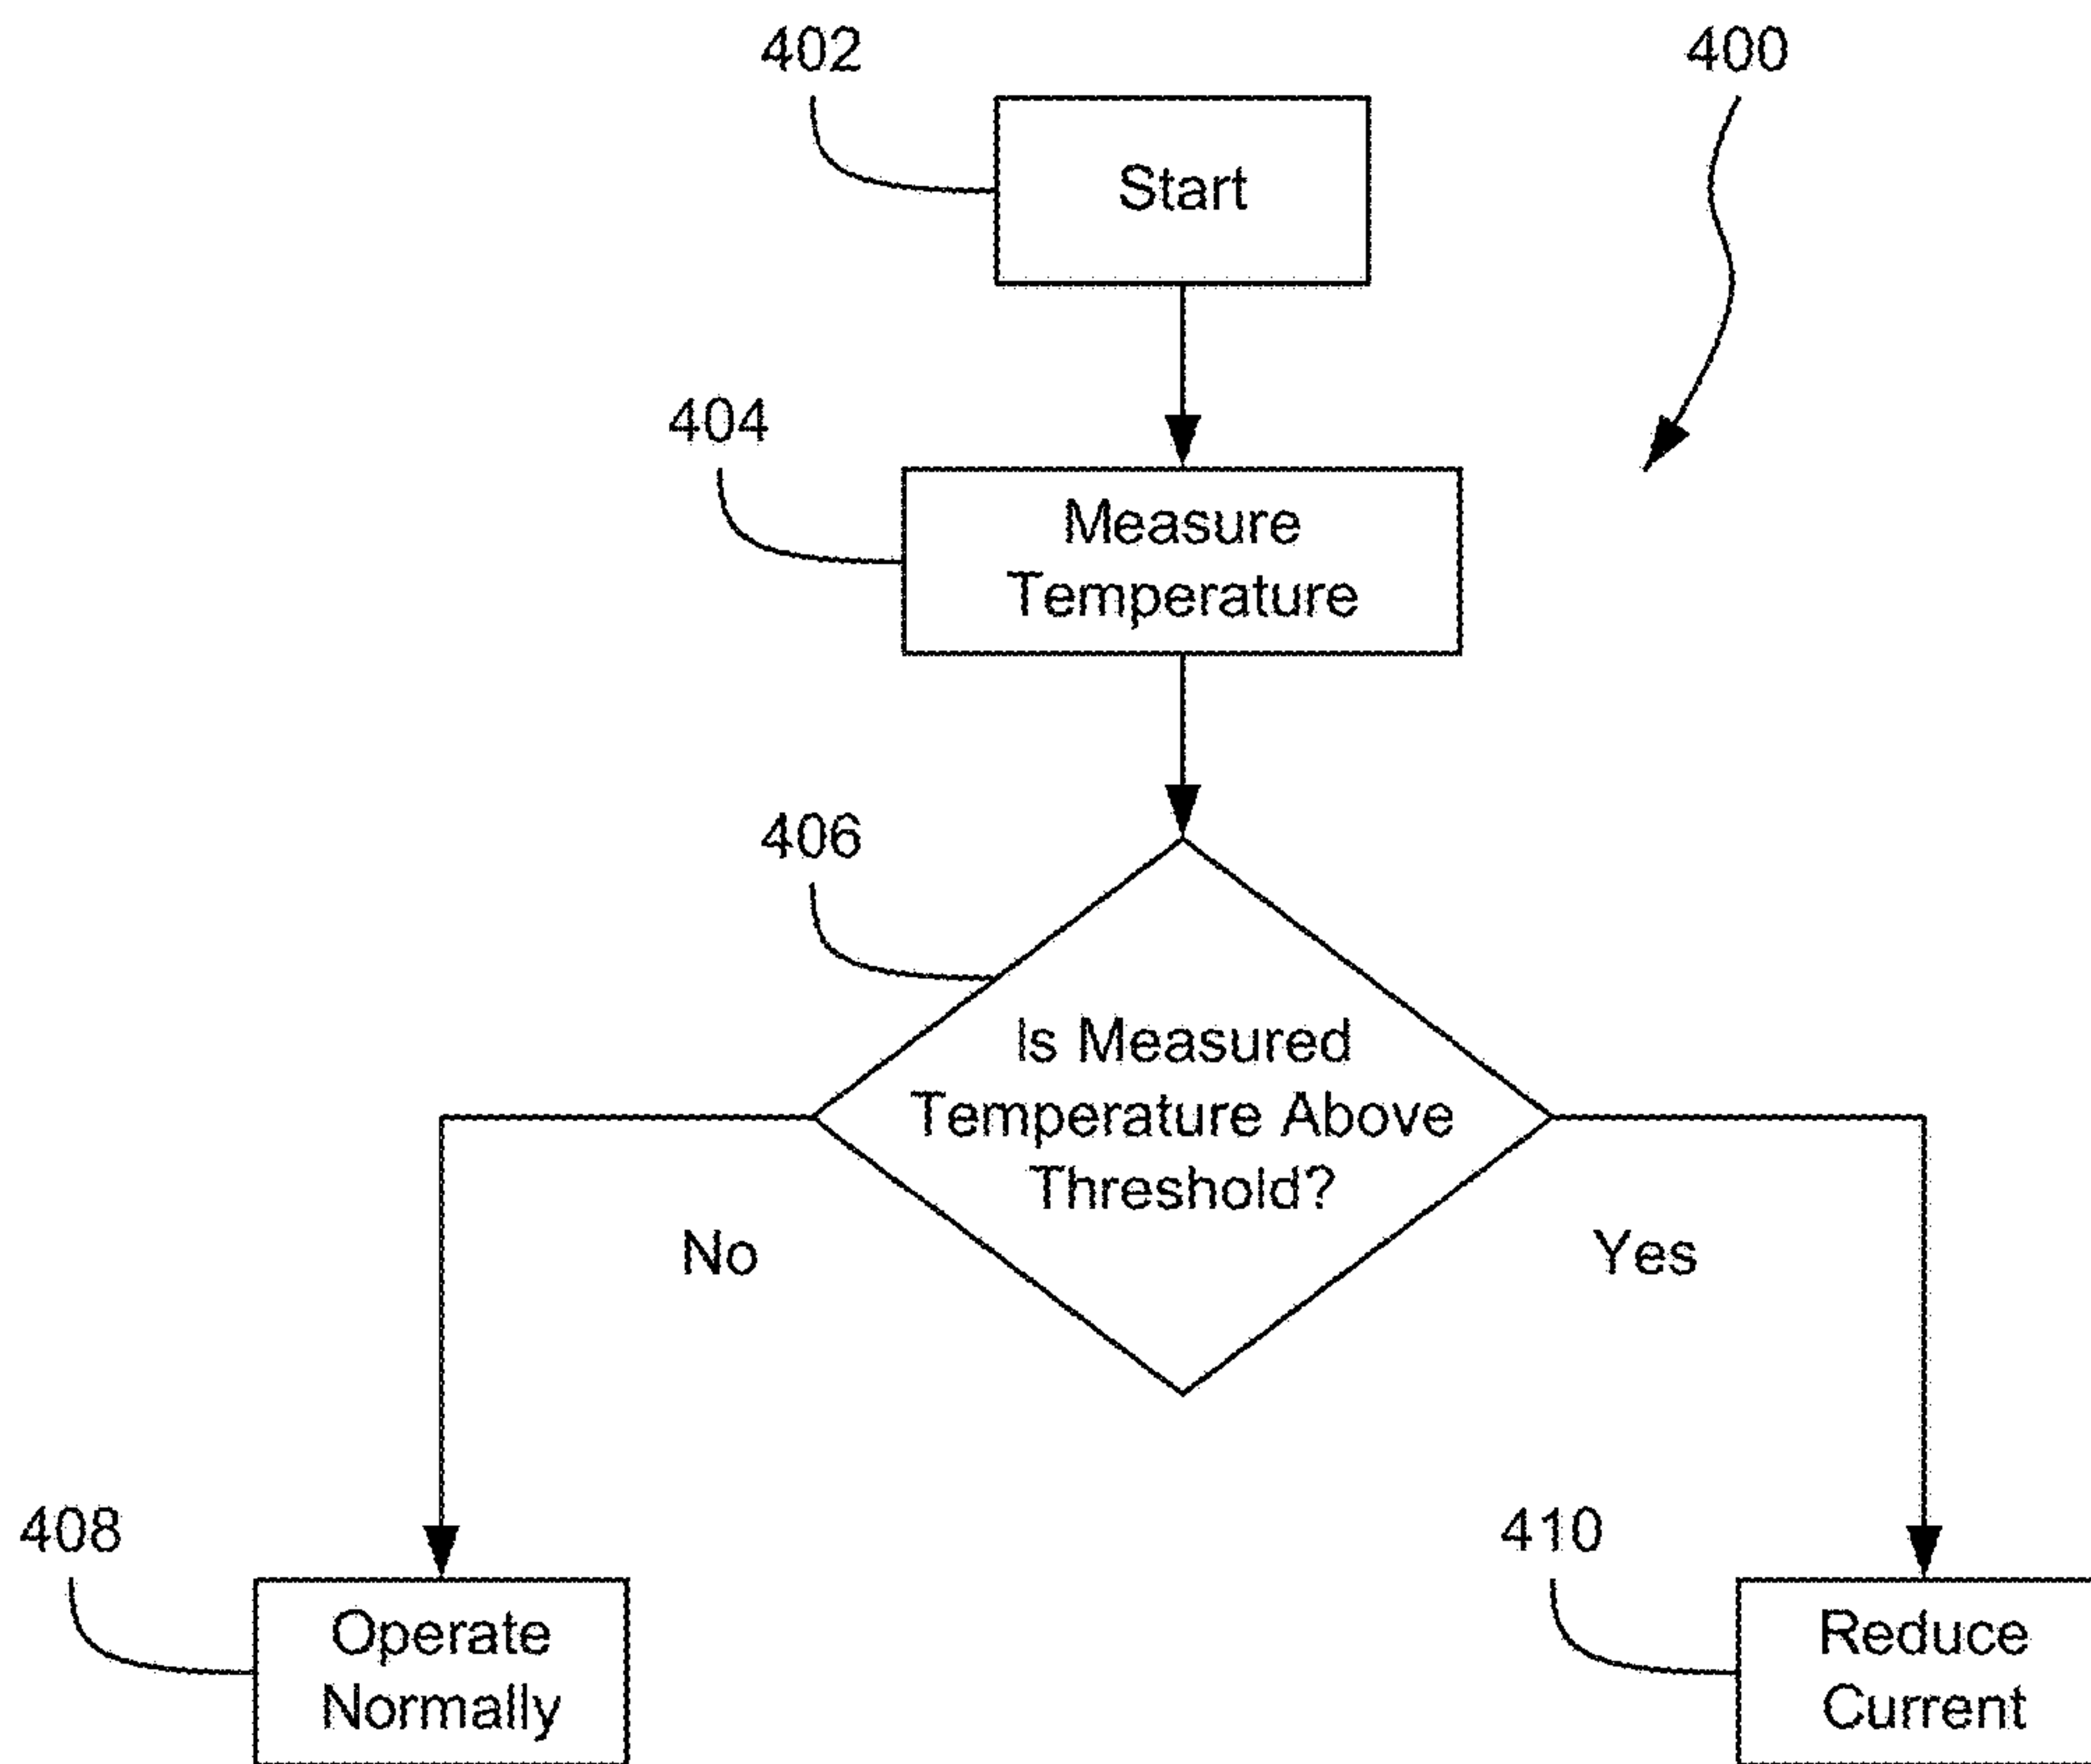 402
400
Start
404
Measure
Temperature
406
Is Measured
Temperature Above
Threshold?
No
Yes
408
410
Operate
Normally
Reduce
Current